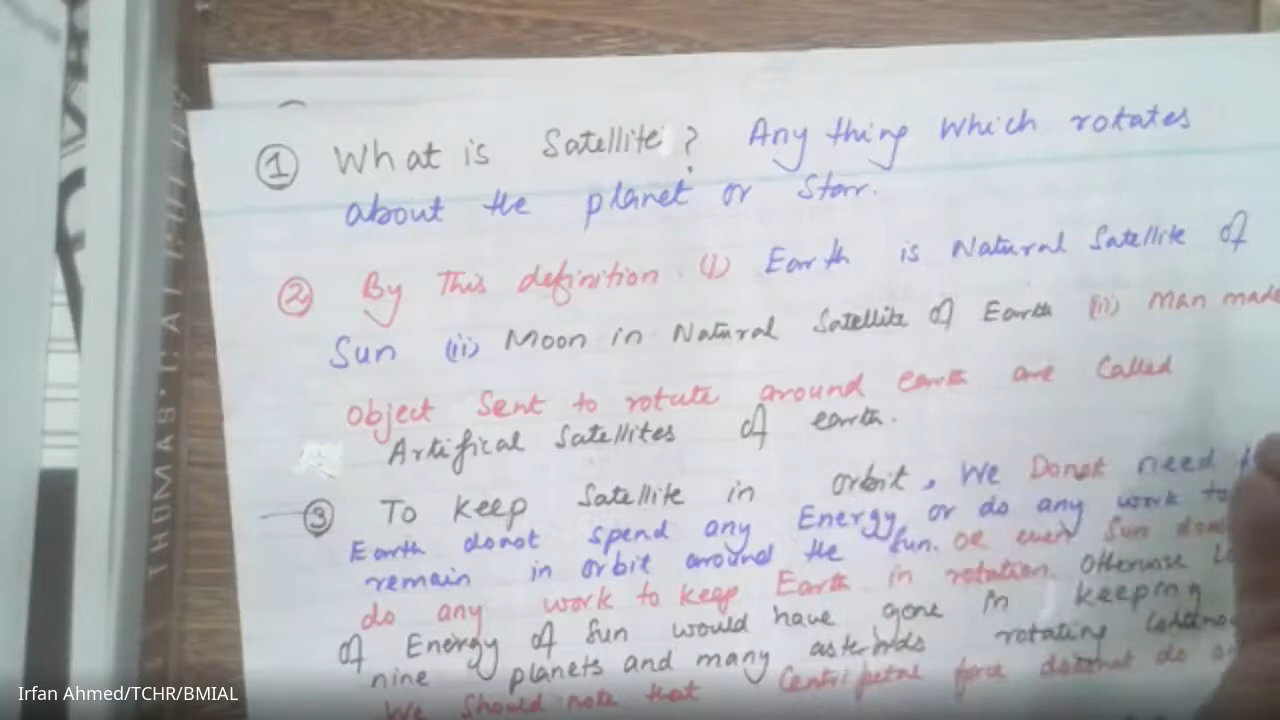 ① What is Satellite? Any thing which rotates
about the planet or Starr.
② By This definition (i) Earth is Natural Satellite of
Sun (ii) Moon in Natural Satellite of Earth (ii) Man made
object Sent to rotate around earth are Called
Artifical Satellites of earth.
③ To keep Satellite in orbit, We Donot need
Earth donot spend any Energy or do any work to
remain in orbit around the Sun. OR even Sun
do any work to keep Earth in rotation. Otherwise
of Energy of Sun would have gone in keeping
nine planets and many rotating
We Should note that Centripetal force do
THOMAS' CALCULUS
Irfan Ahmed/TCHR/BMIAL